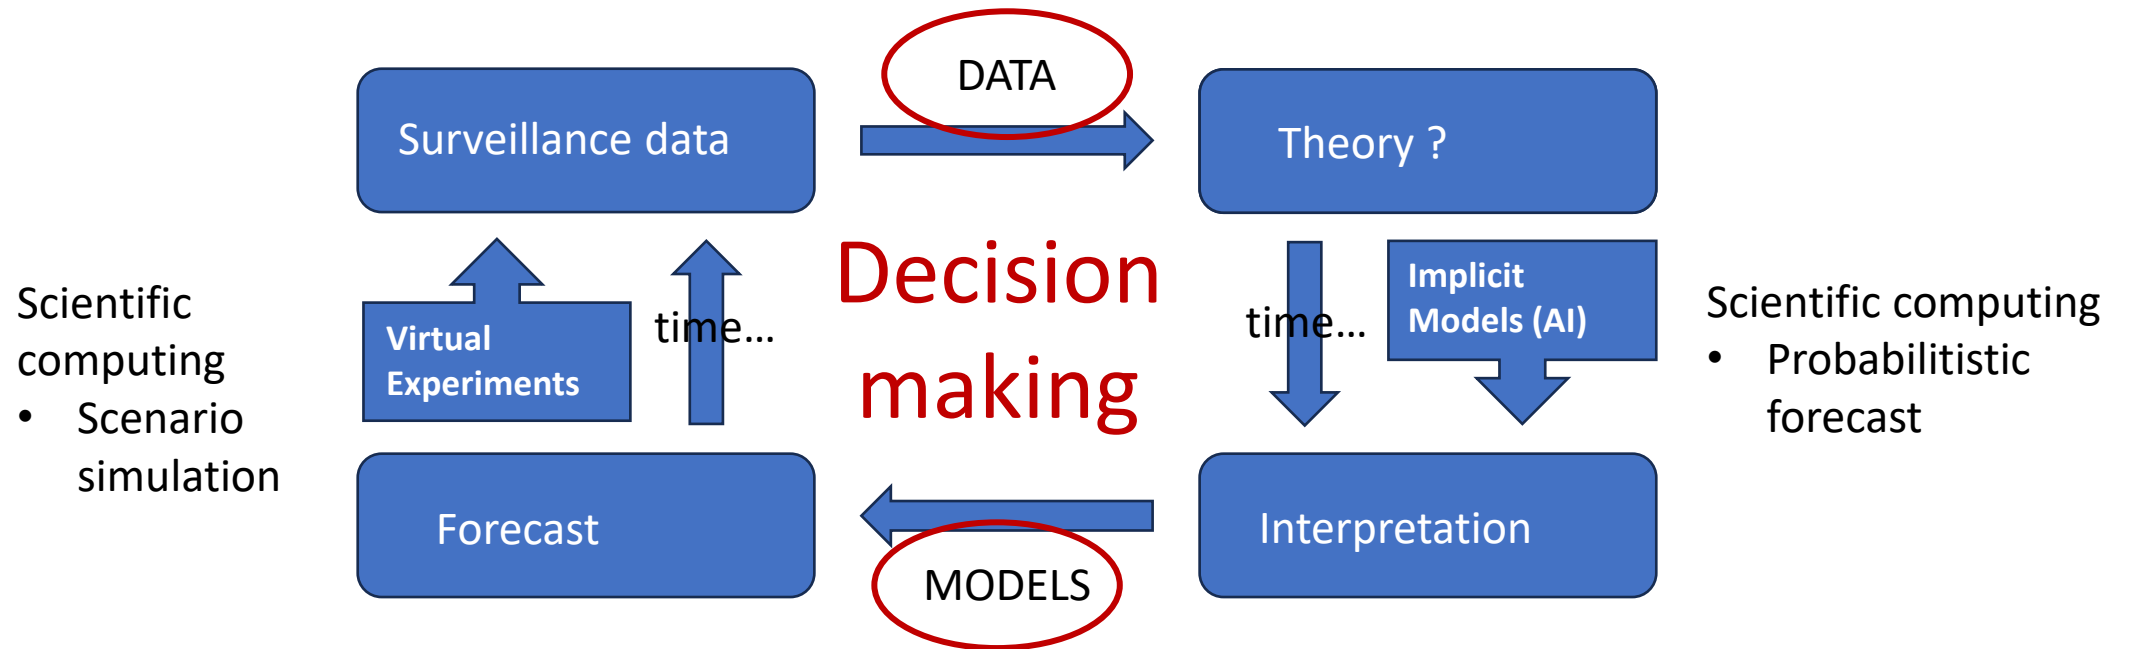 DATA
Surveillance data
Theory ?
Decision
making
Scientific
computing
• Scenario
simulation
Virtual
Experiments
time...
time...
Implicit
Models (AI)
Scientific computing
• Probabilitistic
forecast
Forecast
Interpretation
MODELS